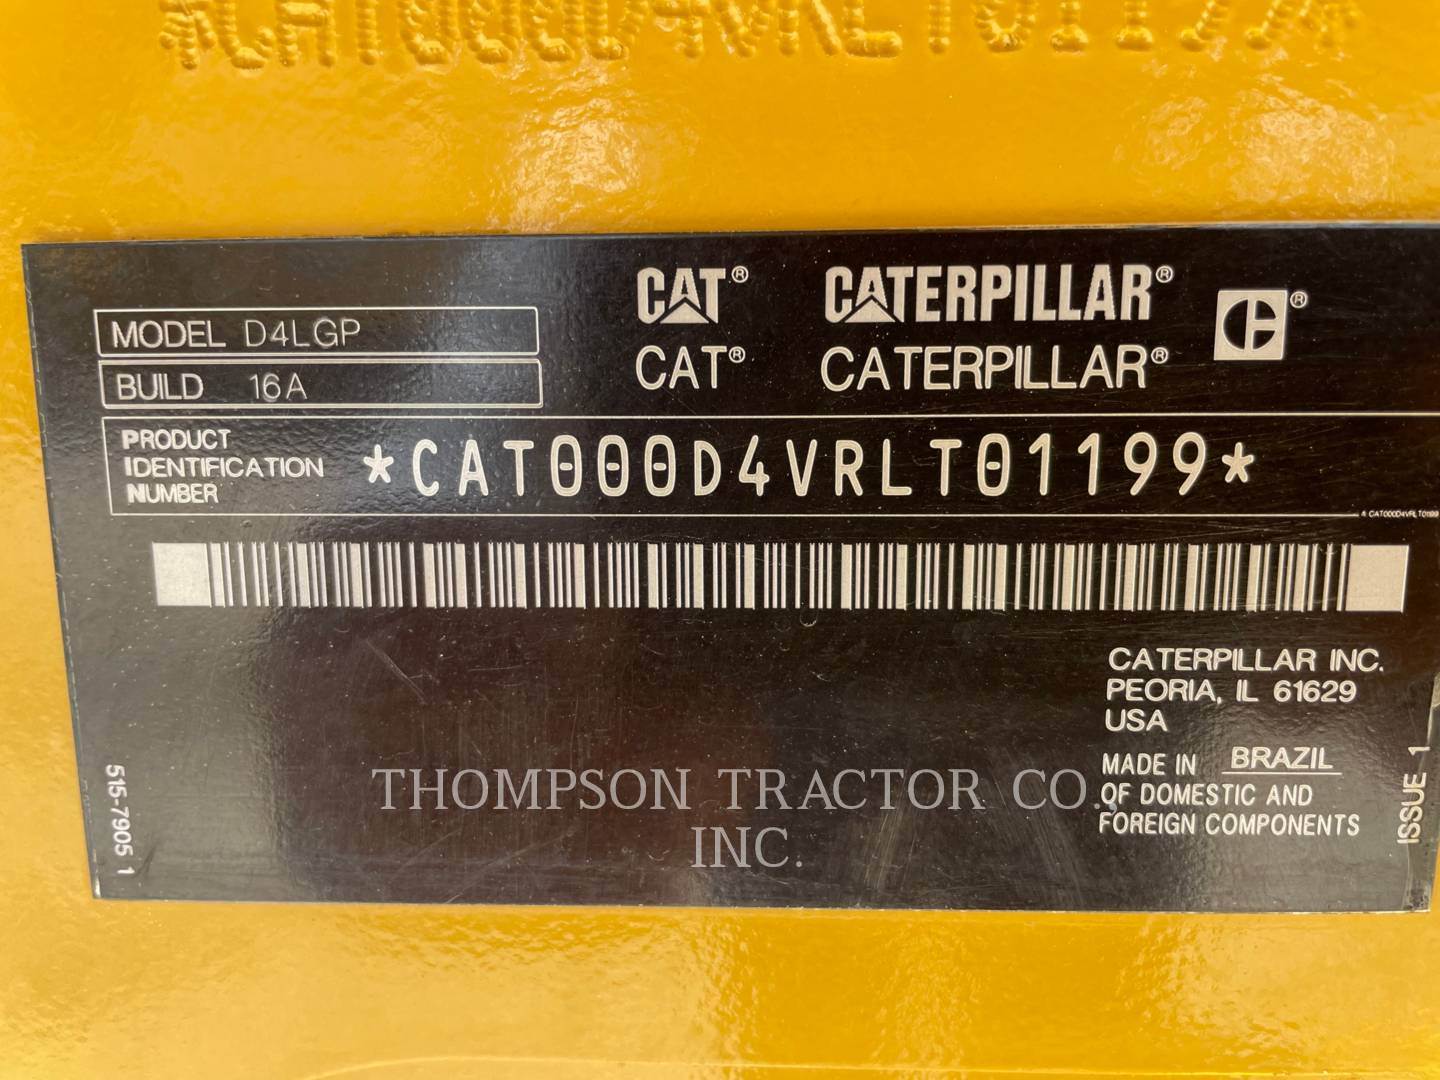 *CAT000D4VRLT01199*
CAT® CATERPILLAR® C®
MODEL D4LGP
CAT® CATERPILLAR®
BUILD 16A
PRODUCT
IDENTIFICATION
NUMBER
*CAT000D4VRLT01199*
CATERPILLAR INC.
PEORIA, IL 61629
USA
MADE IN BRAZIL
OF DOMESTIC AND
FOREIGN COMPONENTS
515-7905 1
ISSUE 1
THOMPSON TRACTOR CO.,
INC.